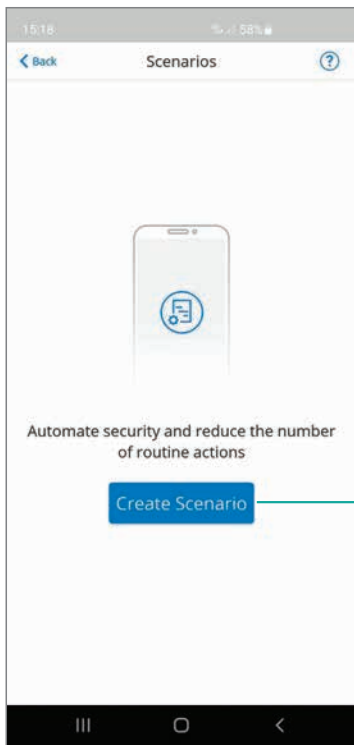 15:18 58%
Back Scenarios ?
Automate security and reduce the number
of routine actions
Create Scenario